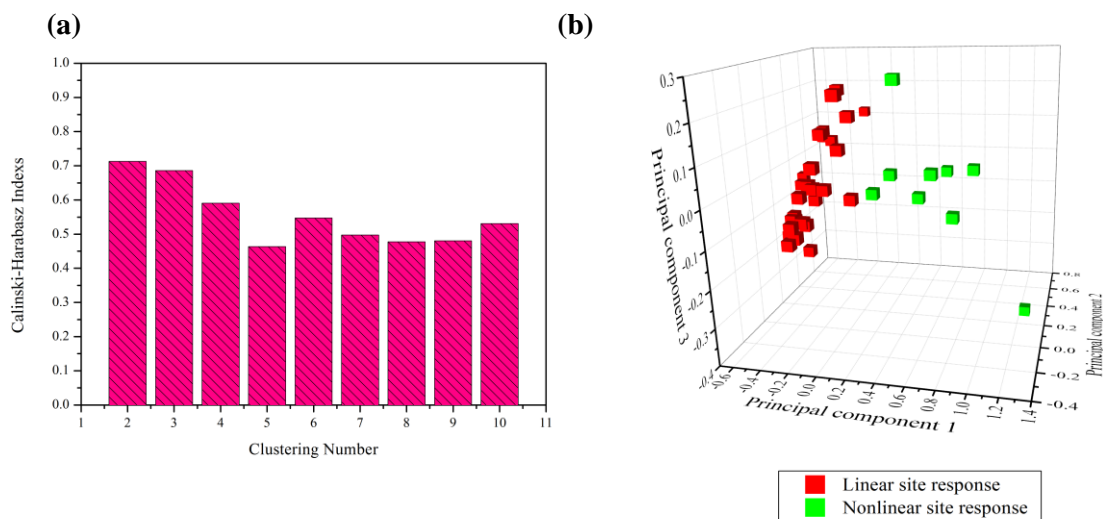 (a)
(b)
1.0
0.9
0.8
0.7
0.6
0.5
0.4
0.3
0.2
0.1
0.0
Calinski-Harabasz Indexs
1 2 3 4 5 6 7 8 9 10 11
Clustering Number
0.3
0.2
0.1
0.0
-0.1
-0.2
-0.3
-0.4
Principal component 3
-0.6 -0.4 -0.2 0.0 0.2 0.4 0.6 0.8 1.0 1.2 1.4
Principal component 1
0.8
0.6
0.4
0.2
0.0
-0.2
-0.4
Principal component 2
Linear site response
Nonlinear site response